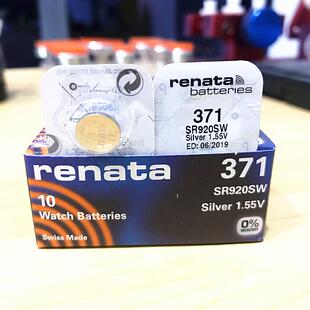 renata
batteries
371
SR920SW
Silver 1.55V
ED: 06/2019
renata
371
SR920SW
10
Watch Batteries
Silver 1.55V
Swiss Made
0%
MERCURY